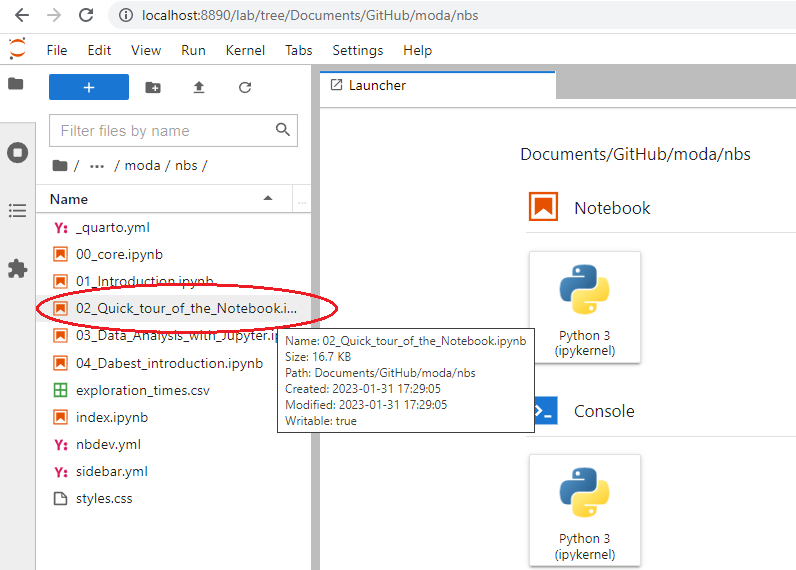 localhost:8890/lab/tree/Documents/GitHub/moda/nbs
File Edit View Run Kernel Tabs Settings Help
+
Filter files by name
/ ... / moda / nbs /
Name
...
Y: _quarto.yml
00_core.ipynb
01_Introduction.ipynb
02_Quick_tour_of_the_Notebook.i...
03_Data_Analysis_with_Jupyter.ip
04_Dabest_introduction.ipynb
exploration_times.csv
index.ipynb
Y: nbdev.yml
Y: sidebar.yml
styles.css
Name: 02_Quick_tour_of_the_Notebook.ipynb
Size: 16.7 KB
Path: Documents/GitHub/moda/nbs
Created: 2023-01-31 17:29:05
Modified: 2023-01-31 17:29:05
Writable: true
Launcher
Documents/GitHub/moda/nbs
Notebook
Python 3
(ipykernel)
Console
Python 3
(ipykernel)